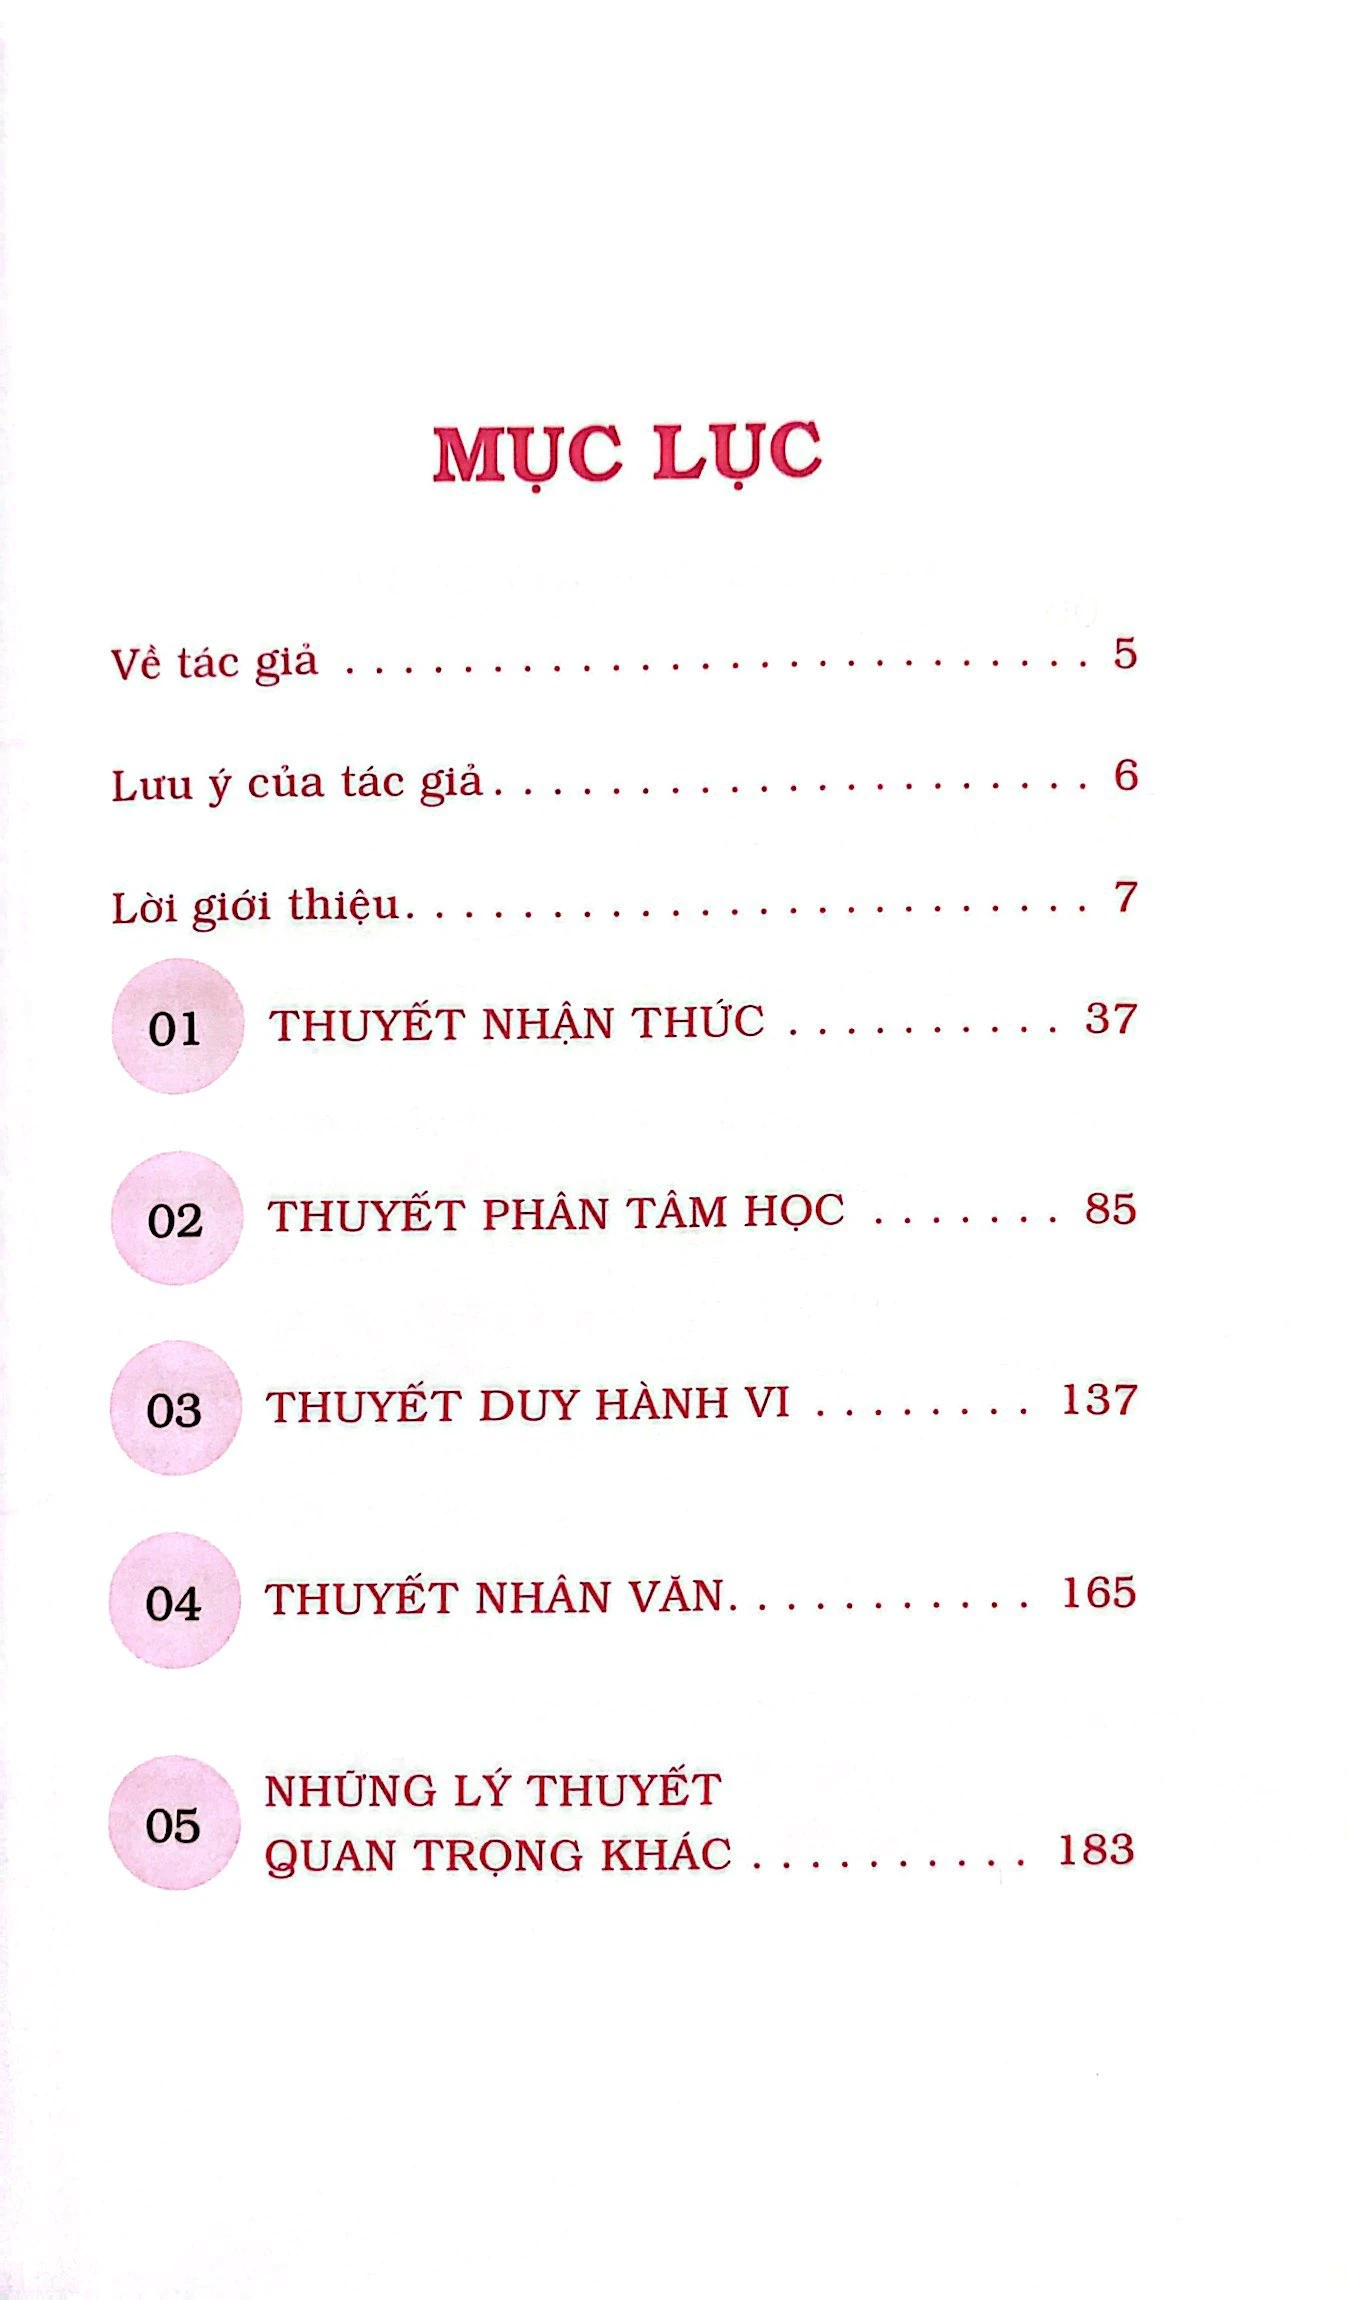 MỤC LỤC
Về tác giả . . . . . . . . . . . . . . . . . . . . . . . . . . 5
Lưu ý của tác giả. . . . . . . . . . . . . . . . . . . . . 6
Lời giới thiệu. . . . . . . . . . . . . . . . . . . . . . . . 7
01 THUYẾT NHẬN THỨC . . . . . . . . . . 37
02 THUYẾT PHÂN TÂM HỌC . . . . . . . 85
03 THUYẾT DUY HÀNH VI . . . . . . . . 137
04 THUYẾT NHÂN VĂN. . . . . . . . . . . 165
NHỮNG LÝ THUYẾT
05 QUAN TRỌNG KHÁC . . . . . . . . . . 183